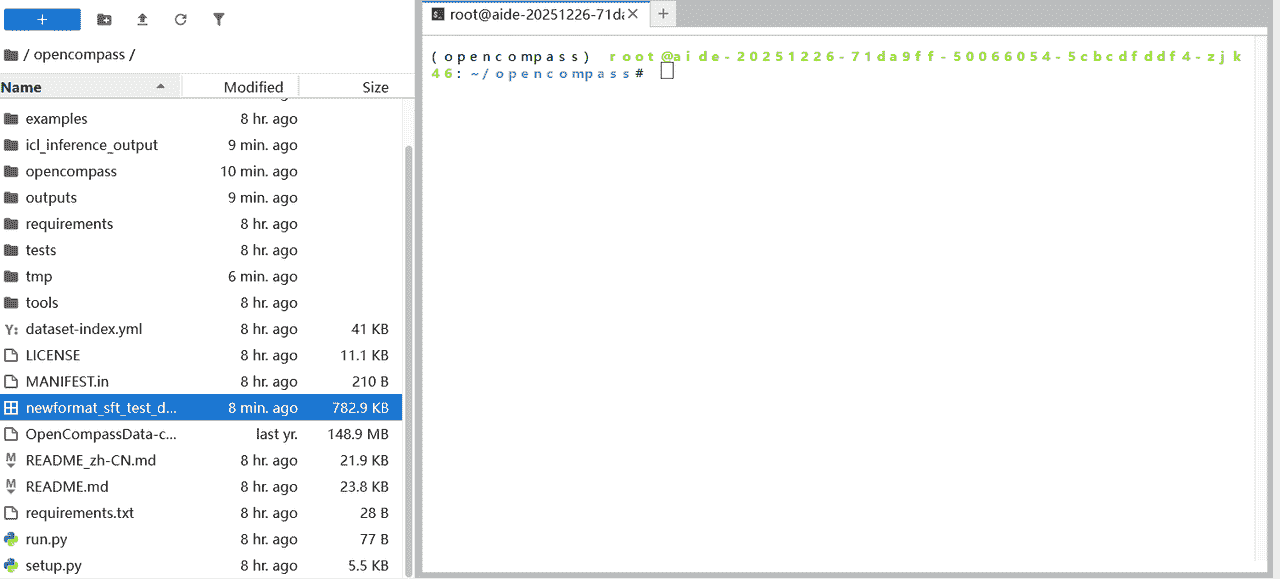 / opencompass /
Name Modified Size
examples 8 hr. ago
icl_inference_output 9 min. ago
opencompass 10 min. ago
outputs 9 min. ago
requirements 8 hr. ago
tests 8 hr. ago
tmp 6 min. ago
tools 8 hr. ago
dataset-index.yml 8 hr. ago 41 KB
LICENSE 8 hr. ago 11.1 KB
MANIFEST.in 8 hr. ago 210 B
newformat_sft_test_d... 8 min. ago 782.9 KB
OpenCompassData-c... last yr. 148.9 MB
README_zh-CN.md 8 hr. ago 21.9 KB
README.md 8 hr. ago 23.8 KB
requirements.txt 8 hr. ago 28 B
run.py 8 hr. ago 77 B
setup.py 8 hr. ago 5.5 KB
root@aide-20251226-71da
(opencompass) root@aide-20251226-71da9ff-50066054-5cbcdfddf4-zjk
46:~/opencompass#